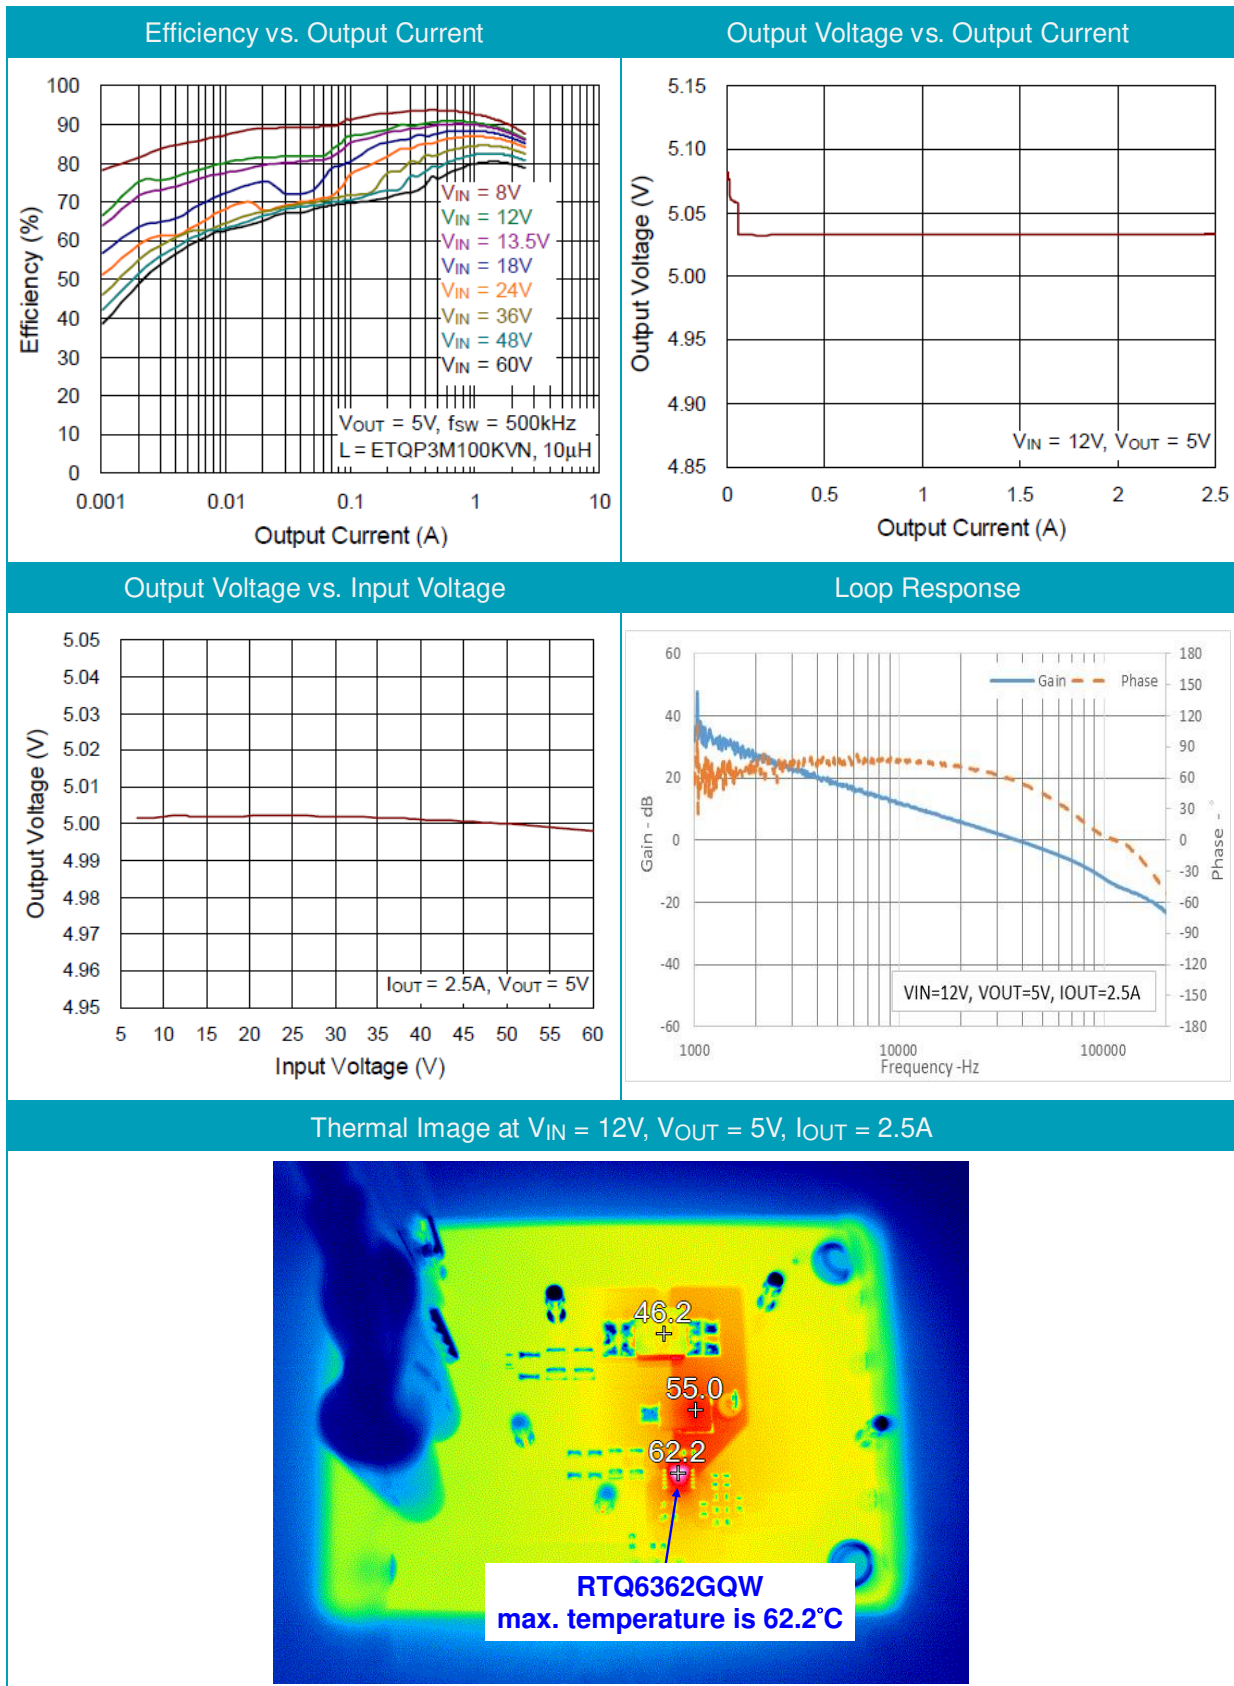 Efficiency vs. Output Current
Output Voltage vs. Output Current
100
90
80
70
60
50
40
30
20
10
0
Efficiency (%)
VIN = 8V
VIN = 12V
VIN = 13.5V
VIN = 18V
VIN = 24V
VIN = 36V
VIN = 48V
VIN = 60V
VOUT = 5V, fSW = 500kHz
L = ETQP3M100KVN, 10µH
0.001 0.01 0.1 1 10
Output Current (A)
5.15
5.10
5.05
5.00
4.95
4.90
4.85
Output Voltage (V)
VIN = 12V, VOUT = 5V
0 0.5 1 1.5 2 2.5
Output Current (A)
Output Voltage vs. Input Voltage
Loop Response
5.05
5.04
5.03
5.02
5.01
5.00
4.99
4.98
4.97
4.96
4.95
Output Voltage (V)
IOUT = 2.5A, VOUT = 5V
5 10 15 20 25 30 35 40 45 50 55 60
Input Voltage (V)
60
40
20
0
-20
-40
-60
Gain - dB
Gain Phase
180
150
120
90
60
30
0
-30
-60
-90
-120
-150
-180
Phase - °
VIN=12V, VOUT=5V, IOUT=2.5A
1000 10000 100000
Frequency -Hz
Thermal Image at VIN = 12V, VOUT = 5V, IOUT = 2.5A
46.2
55.0
62.2
RTQ6362GQW
max. temperature is 62.2°C